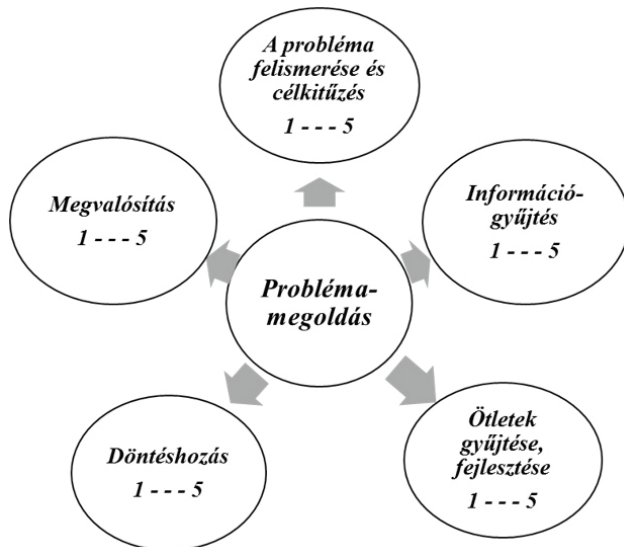 A probléma
felismerése és
célkitűzés
1 - - - 5
Információ-
gyűjtés
1 - - - 5
Ötletek
gyűjtése,
fejlesztése
1 - - - 5
Döntéshozás
1 - - - 5
Megvalósítás
1 - - - 5
Probléma-
megoldás